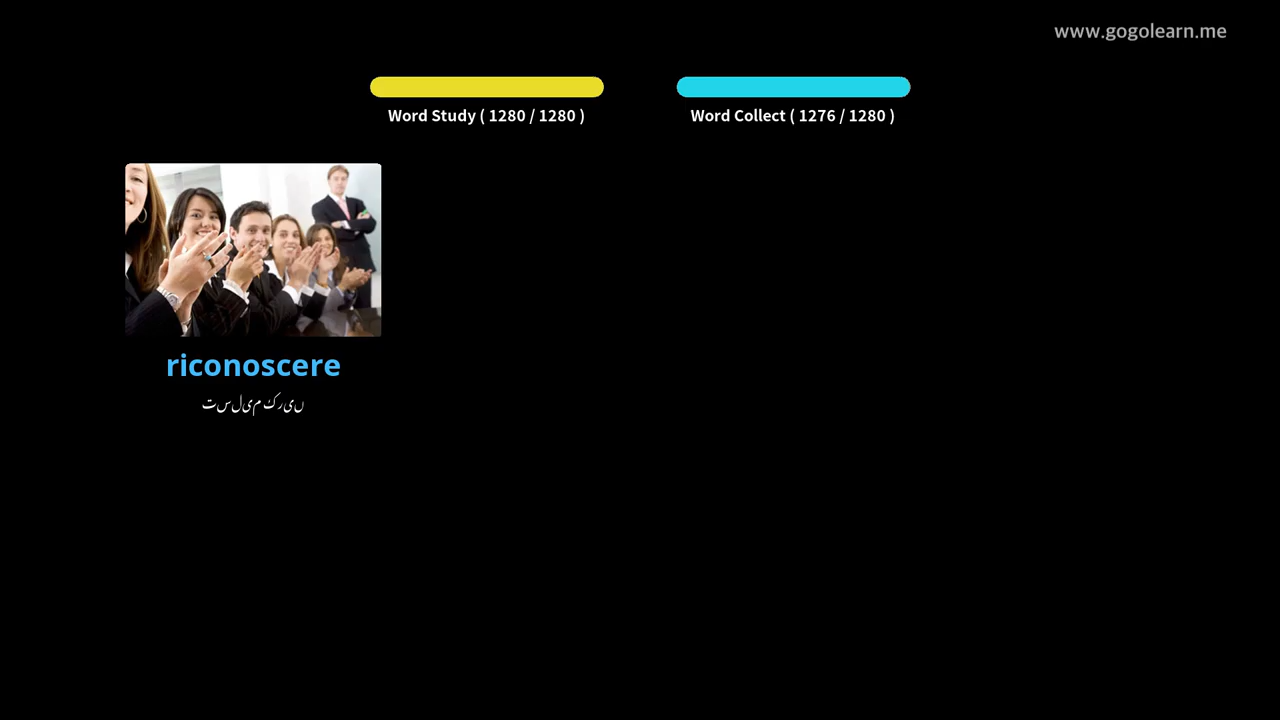 www.gogolearn.me
Word Study ( 1280 / 1280 )
Word Collect ( 1276 / 1280 )
riconoscere
تسلیم کریں